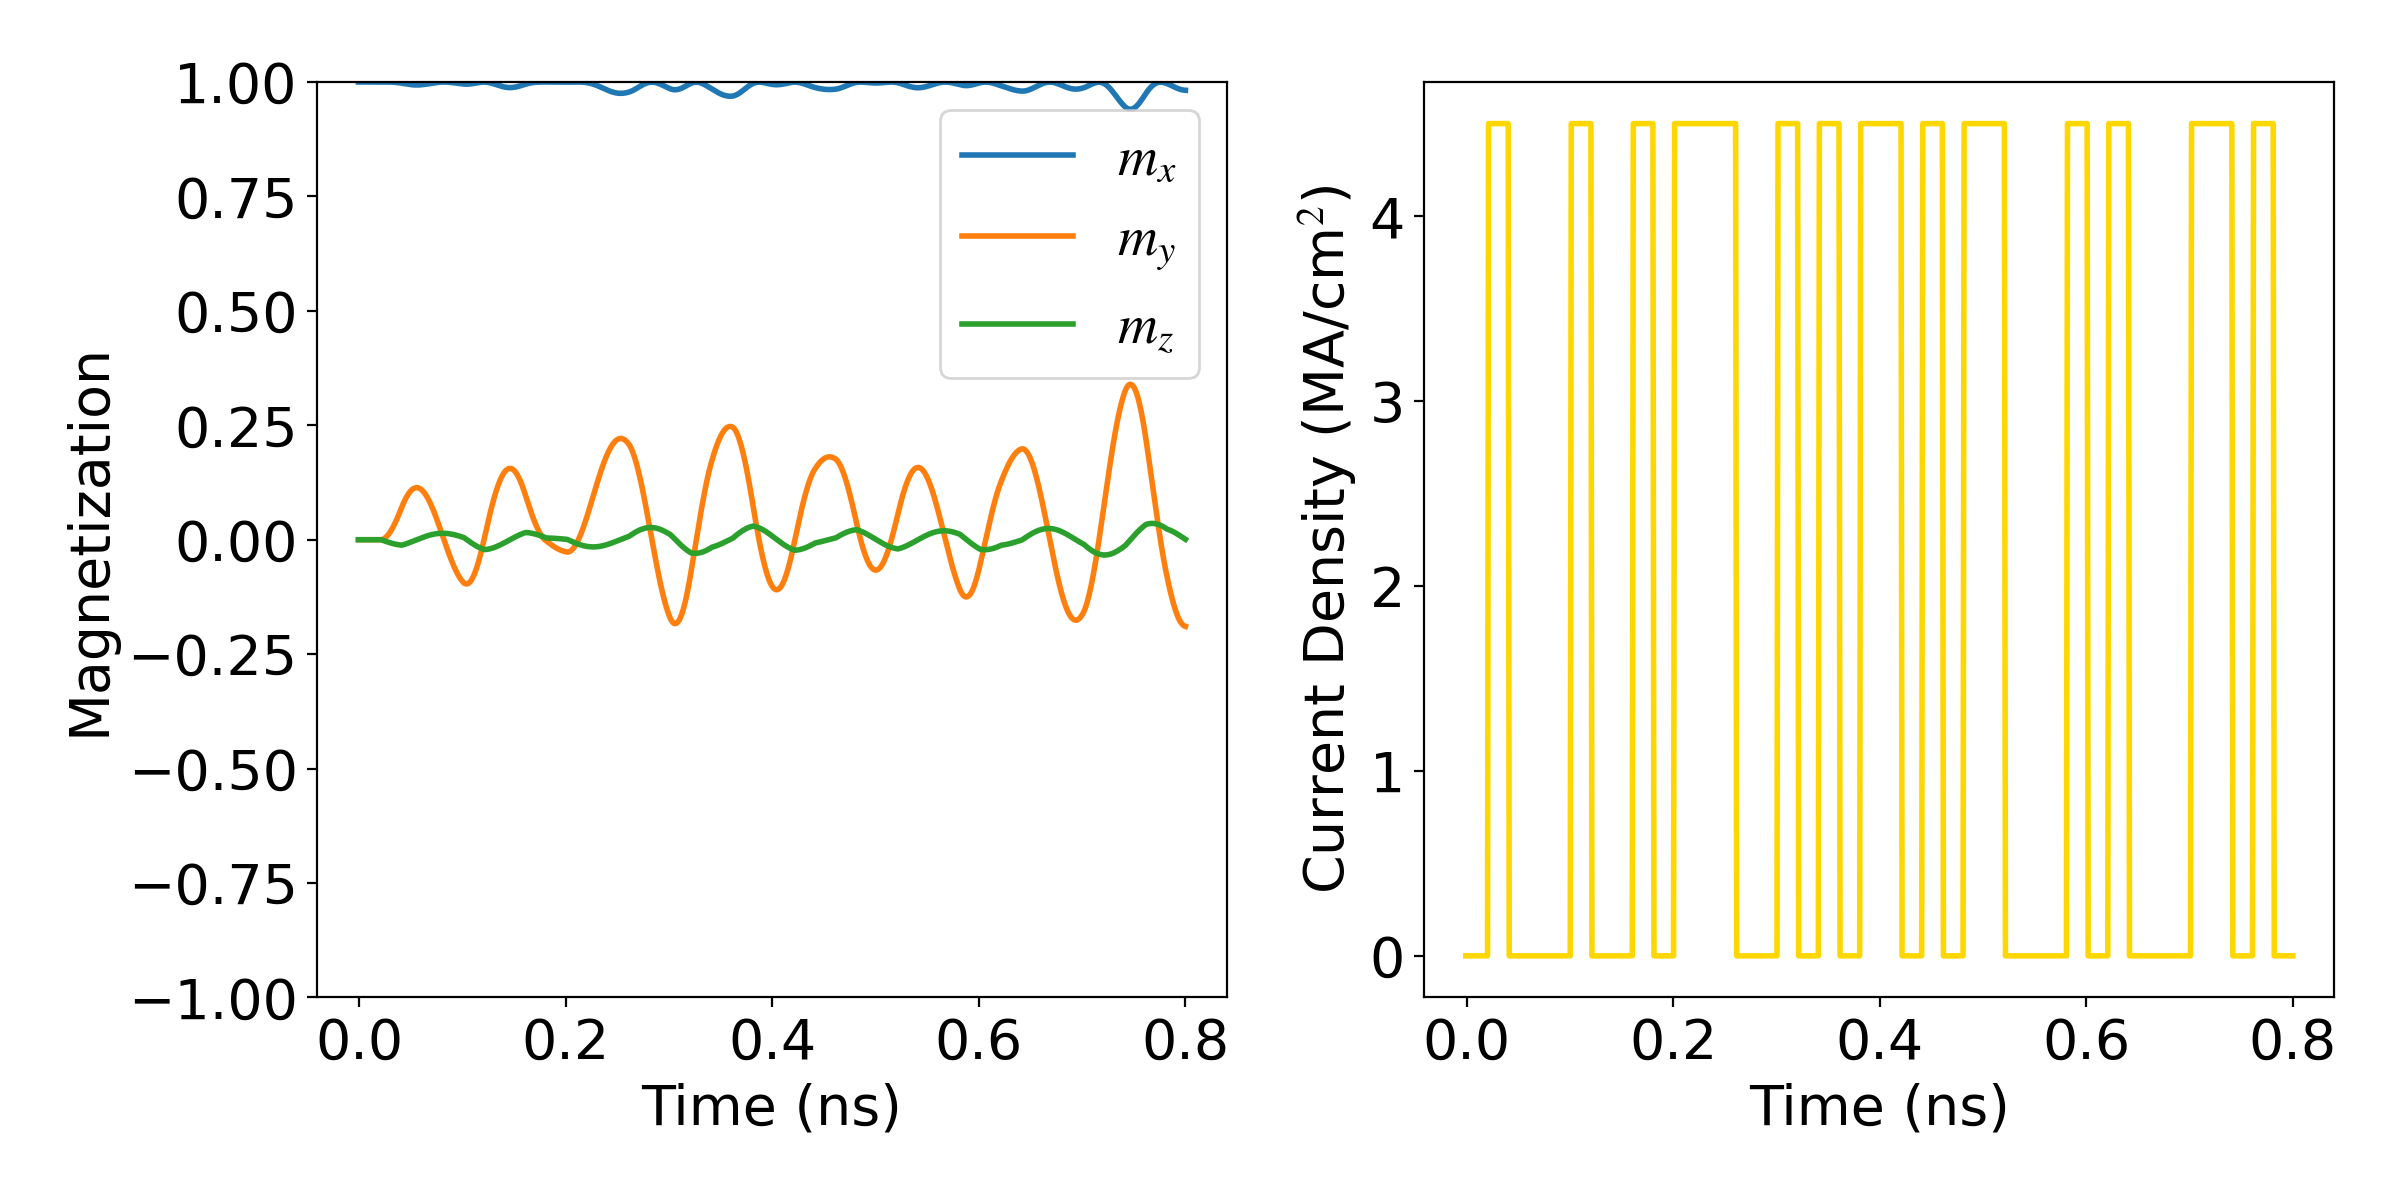 1.00
0.75
0.50
0.25
0.00
−0.25
−0.50
−0.75
−1.00
Magnetization
0.0 0.2 0.4 0.6 0.8
Time (ns)
m_x
m_y
m_z
4
3
2
1
0
Current Density (MA/cm²)
0.0 0.2 0.4 0.6 0.8
Time (ns)